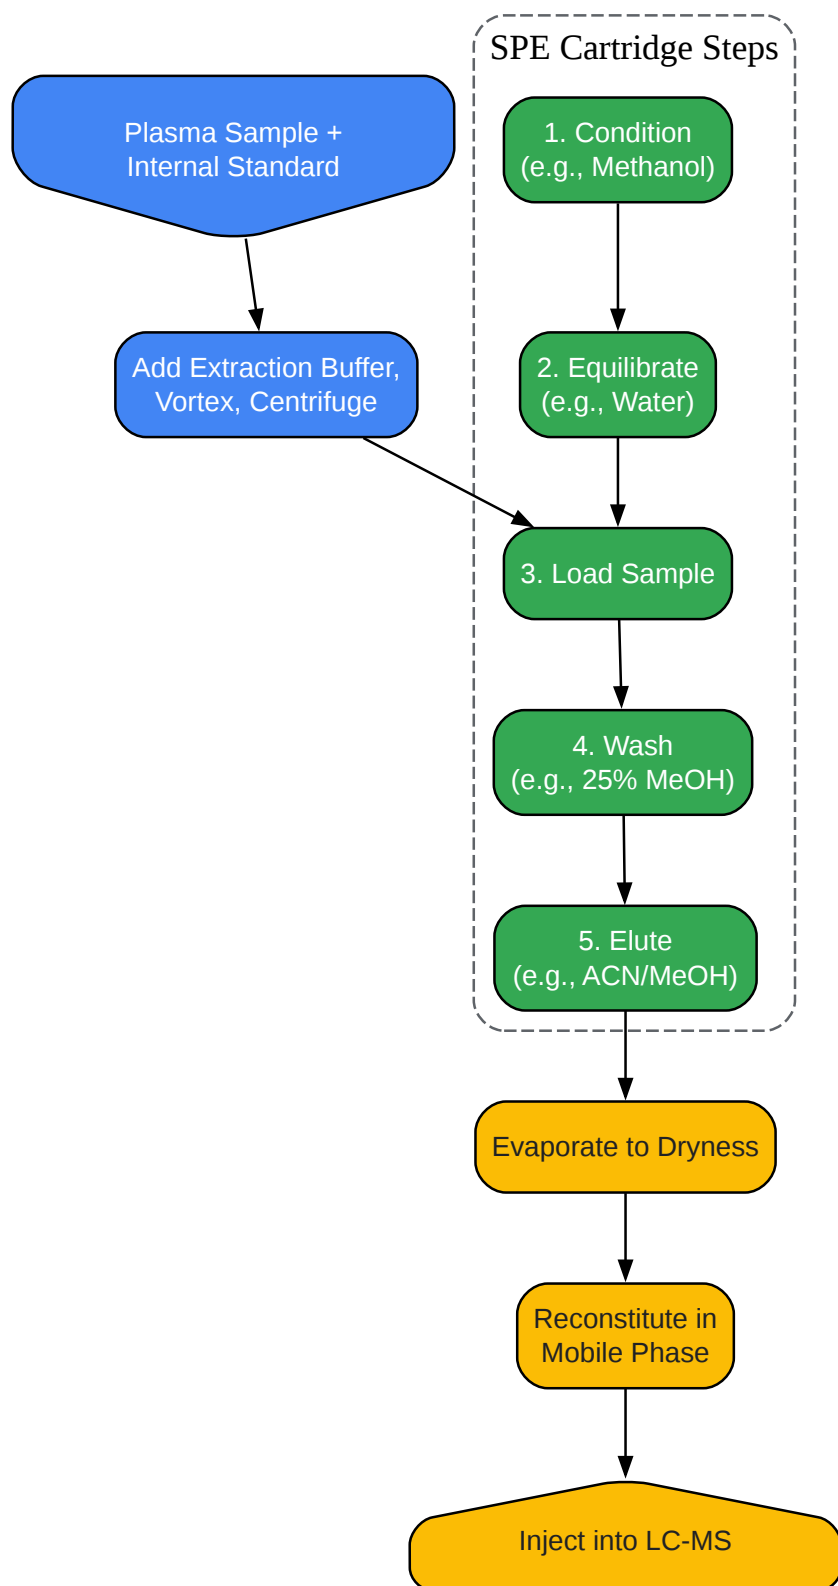 SPE Cartridge Steps
Plasma Sample +
Internal Standard
1. Condition
(e.g., Methanol)
Add Extraction Buffer,
Vortex, Centrifuge
2. Equilibrate
(e.g., Water)
3. Load Sample
4. Wash
(e.g., 25% MeOH)
5. Elute
(e.g., ACN/MeOH)
Evaporate to Dryness
Reconstitute in
Mobile Phase
Inject into LC-MS